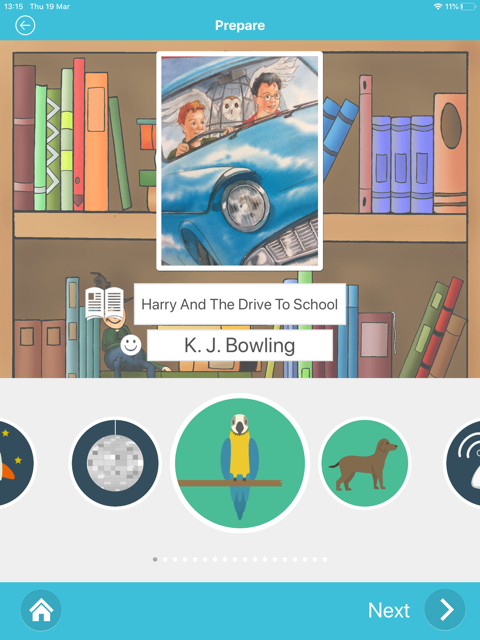 13:15 Thu 19 Mar 11%
Prepare
Harry And The Drive To School
K. J. Bowling
Next